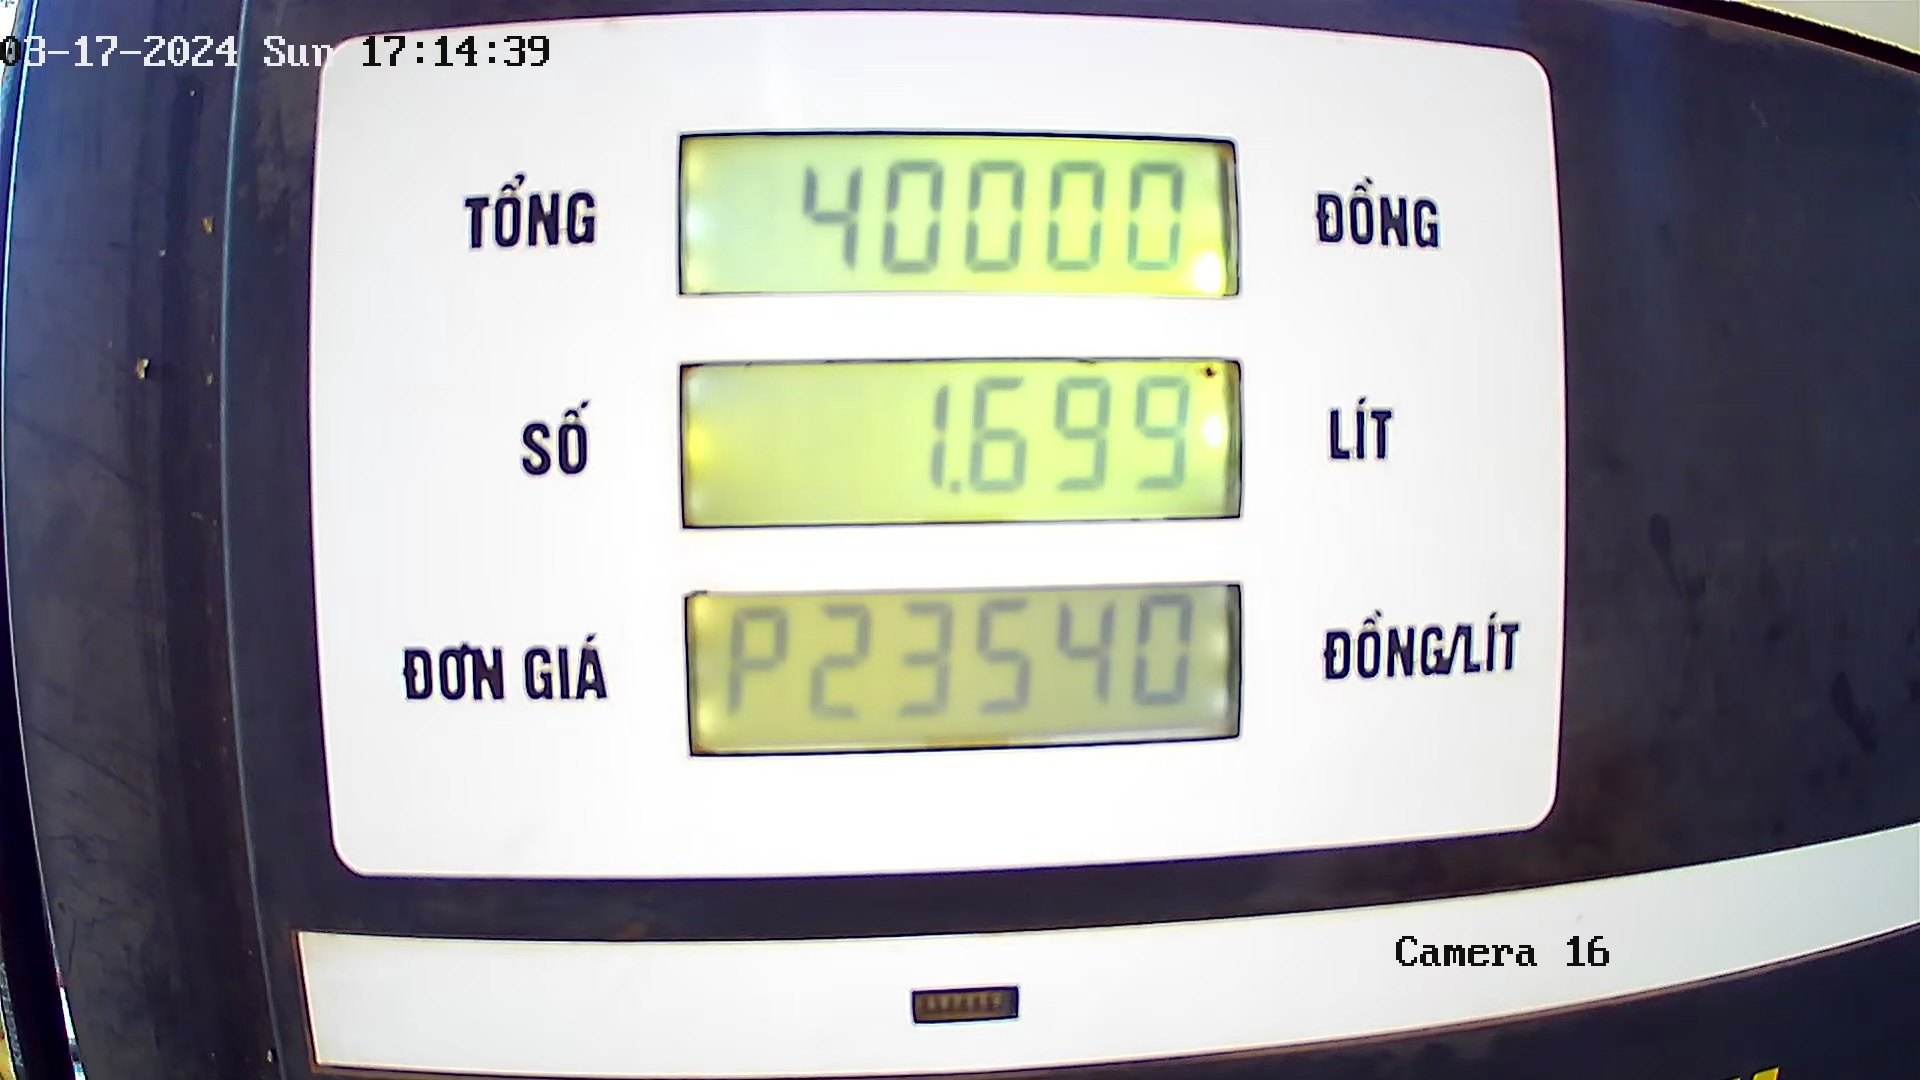 03-17-2024 Sun 17:14:39
TỔNG 40000 ĐỒNG
SỐ 1.699 LÍT
ĐƠN GIÁ P23540 ĐỒNG/LÍT
Camera 16